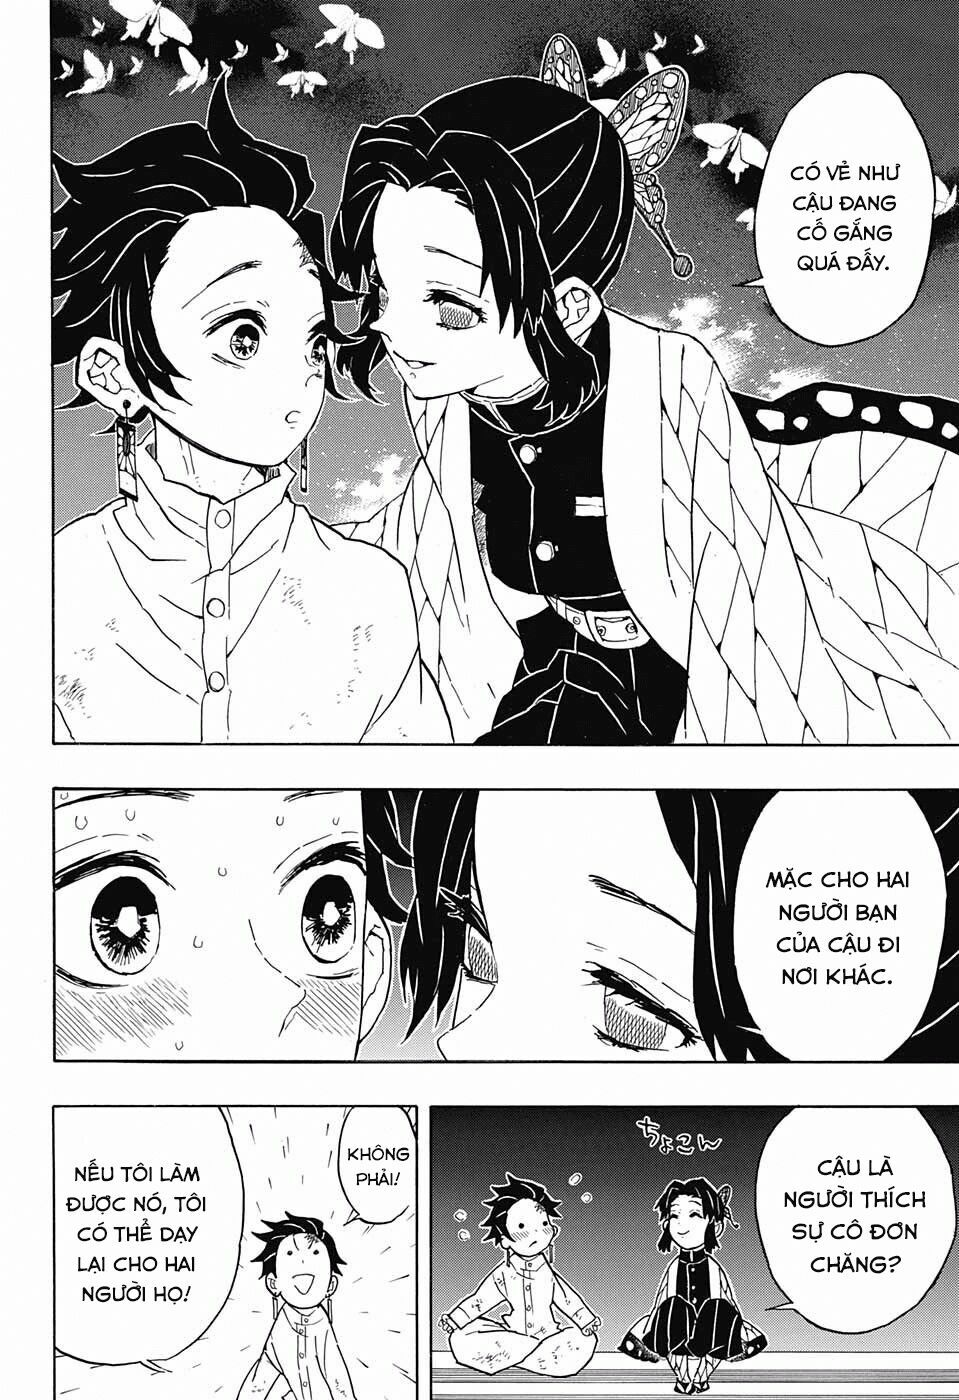 CÓ VẺ NHƯ
CẬU ĐANG
CỐ GẮNG
QUÁ ĐẤY.
MẶC CHO HAI
NGƯỜI BẠN
CỦA CẬU ĐI
NƠI KHÁC.
ちょこん
CẬU LÀ
NGƯỜI THÍCH
SỰ CÔ ĐƠN
CHĂNG?
KHÔNG
PHẢI!
NẾU TÔI LÀM
ĐƯỢC NÓ, TÔI
CÓ THỂ DẠY
LẠI CHO HAI
NGƯỜI HỌ!